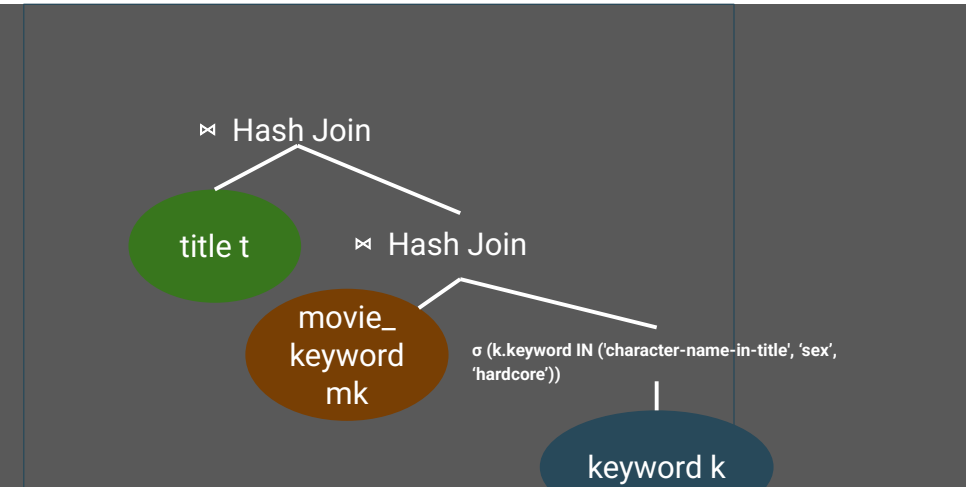 ⋈ Hash Join
title t
⋈ Hash Join
movie_
keyword
mk
σ (k.keyword IN ('character-name-in-title', ‘sex’,
‘hardcore’))
keyword k